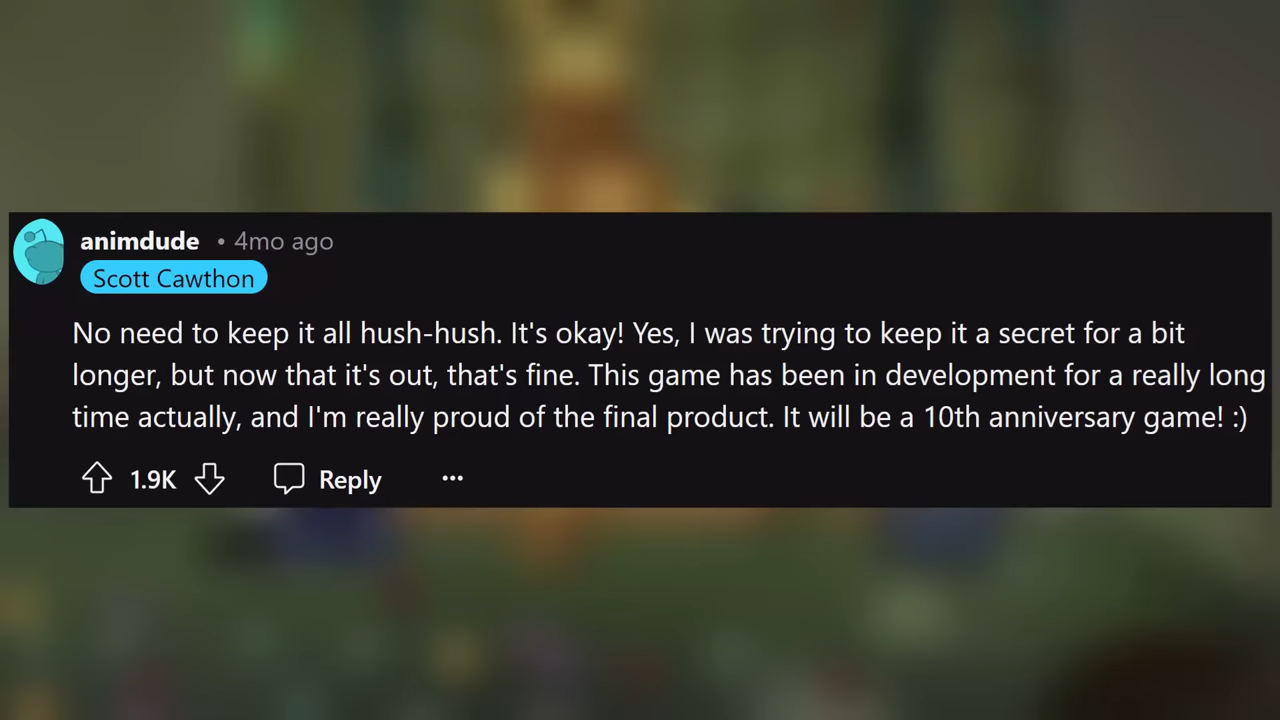 animdude • 4mo ago
Scott Cawthon
No need to keep it all hush-hush. It's okay! Yes, I was trying to keep it a secret for a bit
longer, but now that it's out, that's fine. This game has been in development for a really long
time actually, and I'm really proud of the final product. It will be a 10th anniversary game! :)
1.9K Reply ···